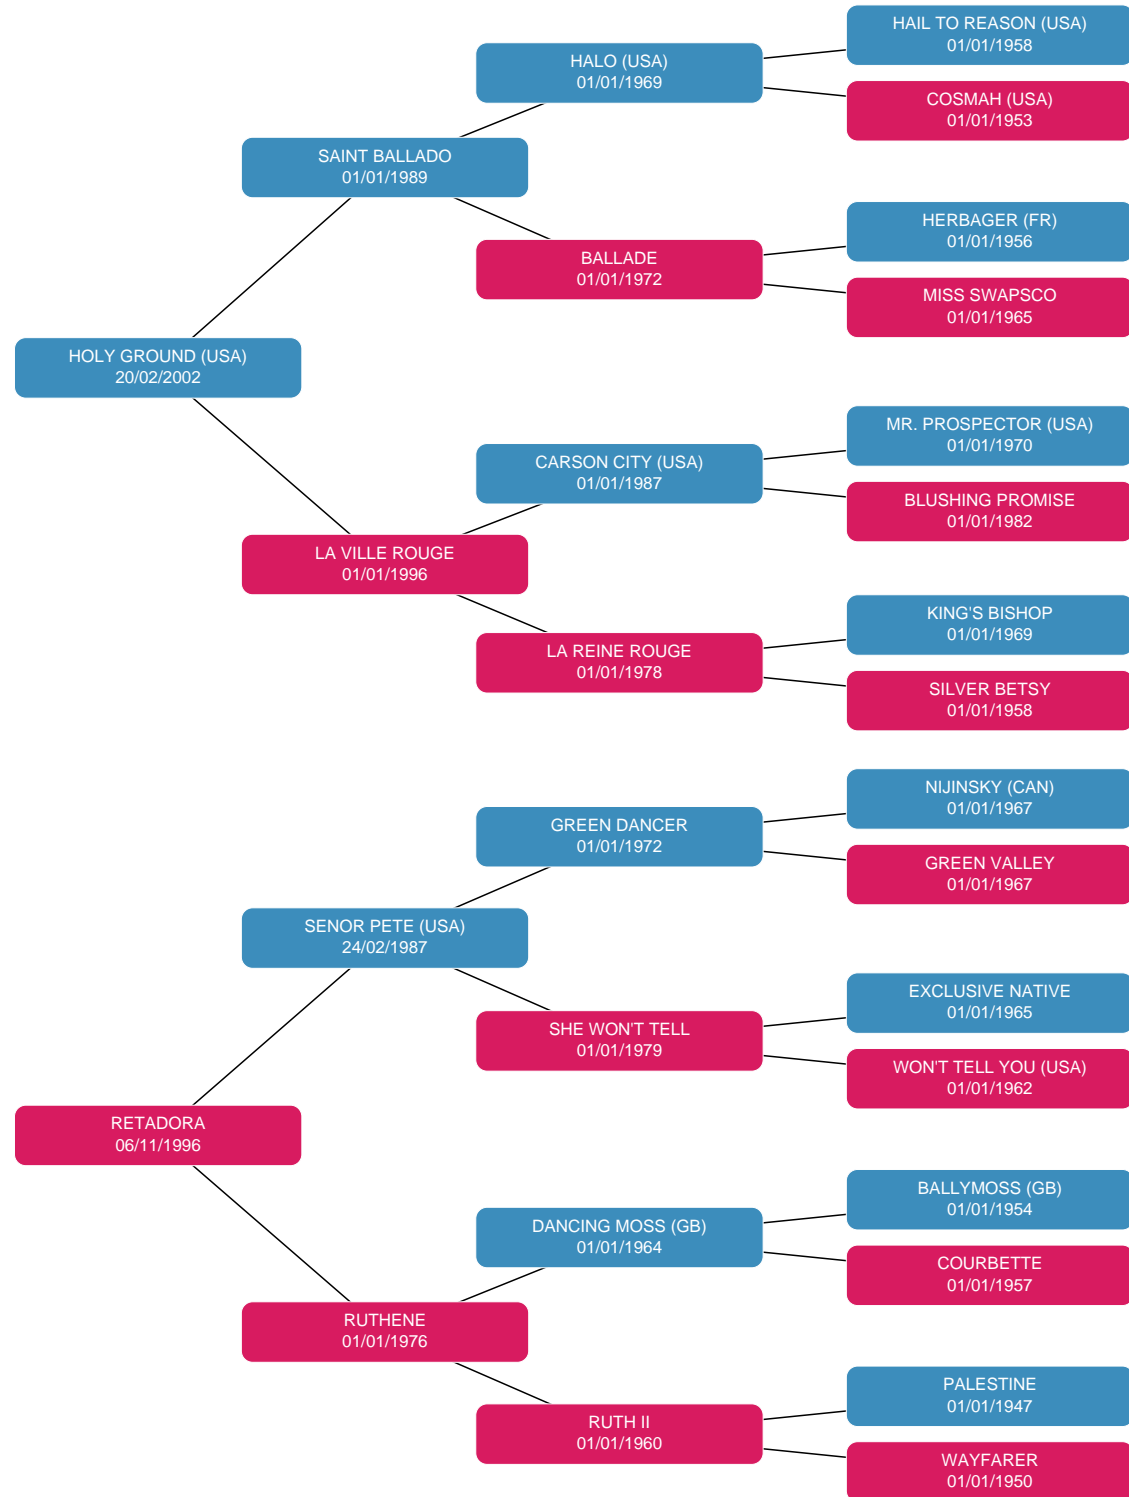 HAIL TO REASON (USA)
01/01/1958
HALO (USA)
01/01/1969
COSMAH (USA)
01/01/1953
SAINT BALLADO
01/01/1989
HERBAGER (FR)
01/01/1956
BALLADE
01/01/1972
MISS SWAPSCO
01/01/1965
HOLY GROUND (USA)
20/02/2002
MR. PROSPECTOR (USA)
01/01/1970
CARSON CITY (USA)
01/01/1987
BLUSHING PROMISE
01/01/1982
LA VILLE ROUGE
01/01/1996
KING'S BISHOP
01/01/1969
LA REINE ROUGE
01/01/1978
SILVER BETSY
01/01/1958
NIJINSKY (CAN)
01/01/1967
GREEN DANCER
01/01/1972
GREEN VALLEY
01/01/1967
SENOR PETE (USA)
24/02/1987
EXCLUSIVE NATIVE
01/01/1965
SHE WON'T TELL
01/01/1979
WON'T TELL YOU (USA)
01/01/1962
RETADORA
06/11/1996
BALLYMOSS (GB)
01/01/1954
DANCING MOSS (GB)
01/01/1964
COURBETTE
01/01/1957
RUTHENE
01/01/1976
PALESTINE
01/01/1947
RUTH II
01/01/1960
WAYFARER
01/01/1950